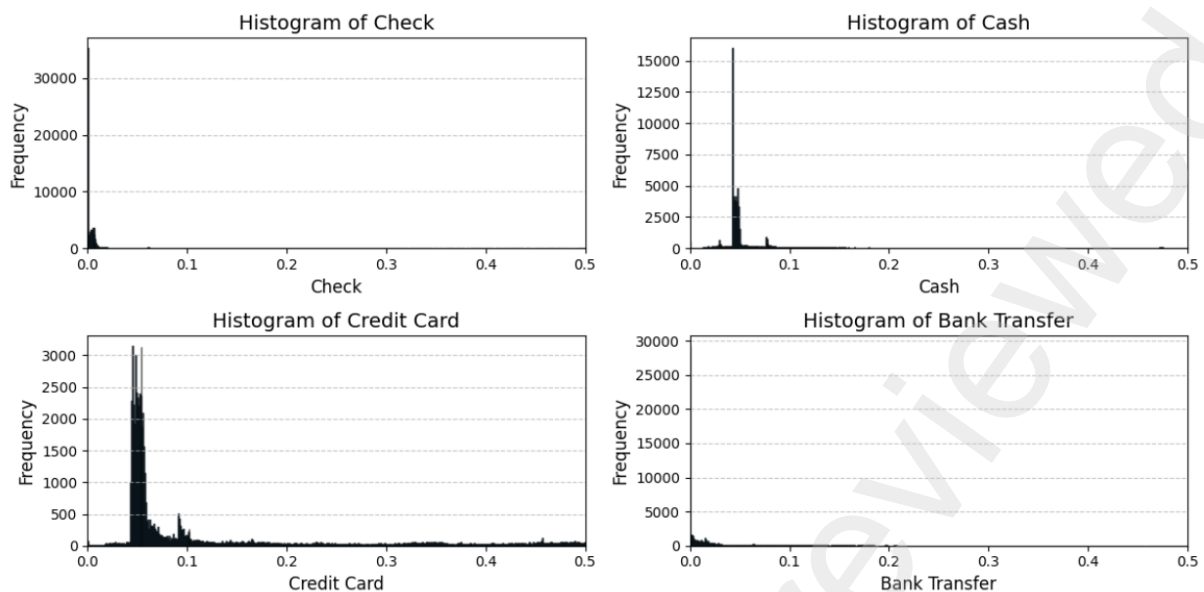 Histogram of Check
Frequency
30000
20000
10000
0
0.0 0.1 0.2 0.3 0.4 0.5
Check
Histogram of Cash
Frequency
15000
12500
10000
7500
5000
2500
0
0.0 0.1 0.2 0.3 0.4 0.5
Cash
Histogram of Credit Card
Frequency
3000
2500
2000
1500
1000
500
0
0.0 0.1 0.2 0.3 0.4 0.5
Credit Card
Histogram of Bank Transfer
Frequency
30000
25000
20000
15000
10000
5000
0
0.0 0.1 0.2 0.3 0.4 0.5
Bank Transfer
reviewed